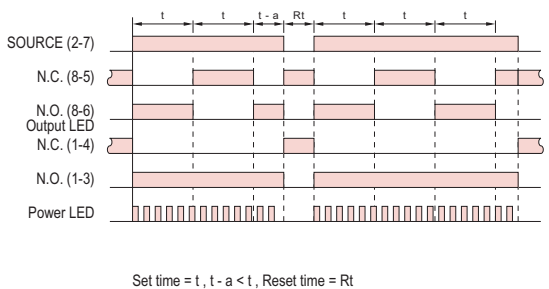 t t t - a Rt t t t
SOURCE (2-7)
N.C. (8-5)
N.O. (8-6)
Output LED
N.C. (1-4)
N.O. (1-3)
Power LED
Set time = t , t - a < t , Reset time = Rt